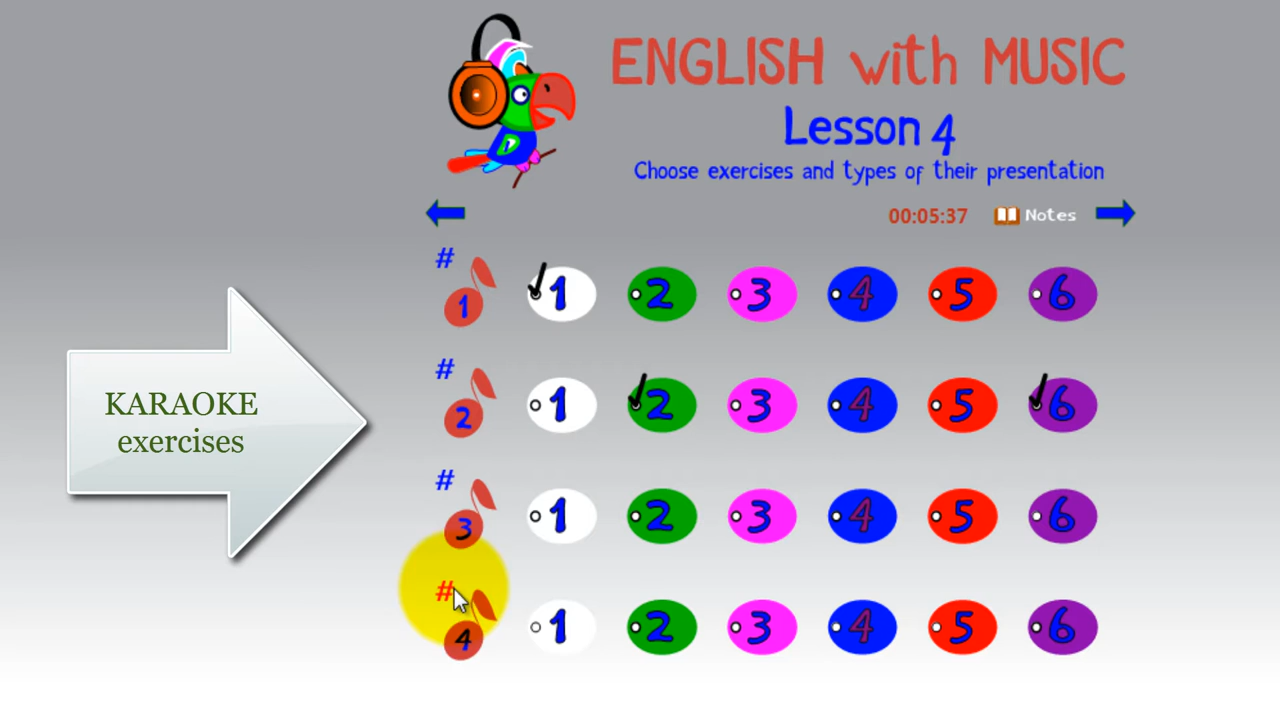 ENGLISH with MUSIC
Lesson 4
Choose exercises and types of their presentation
00:05:37 Notes
#
1 1 2 3 4 5 6
#
2 1 2 3 4 5 6
KARAOKE
exercises
#
3 1 2 3 4 5 6
#
4 1 2 3 4 5 6